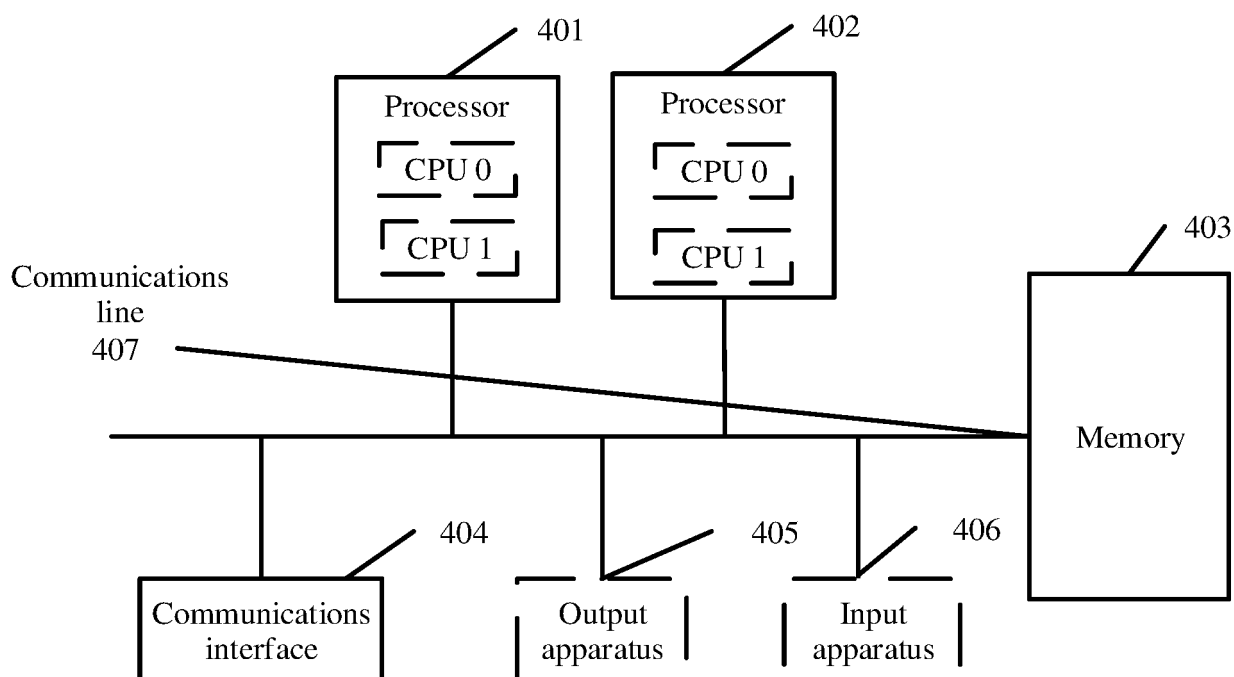 401
402
Processor
CPU 0
CPU 1
Processor
CPU 0
CPU 1
403
Communications
line
407
Memory
404
405
406
Communications
interface
Output
apparatus
Input
apparatus